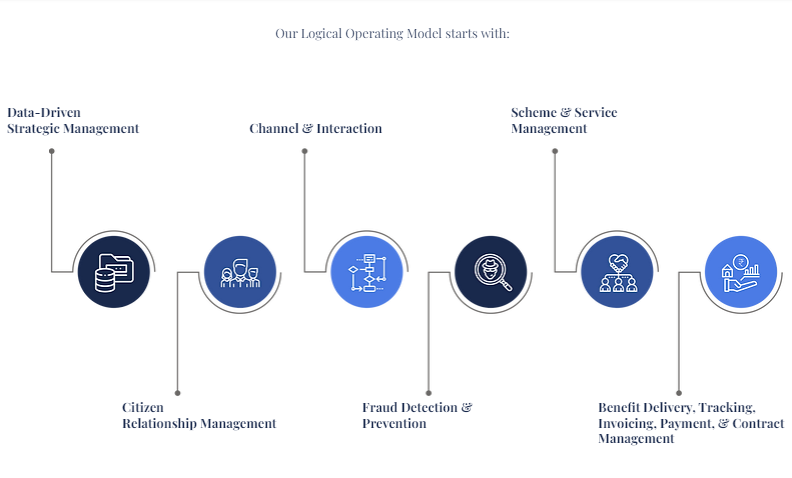 Our Logical Operating Model starts with:
Data-Driven
Strategic Management
Channel & Interaction
Scheme & Service
Management
₹
Citizen
Relationship Management
Fraud Detection &
Prevention
Benefit Delivery, Tracking,
Invoicing, Payment, & Contract
Management